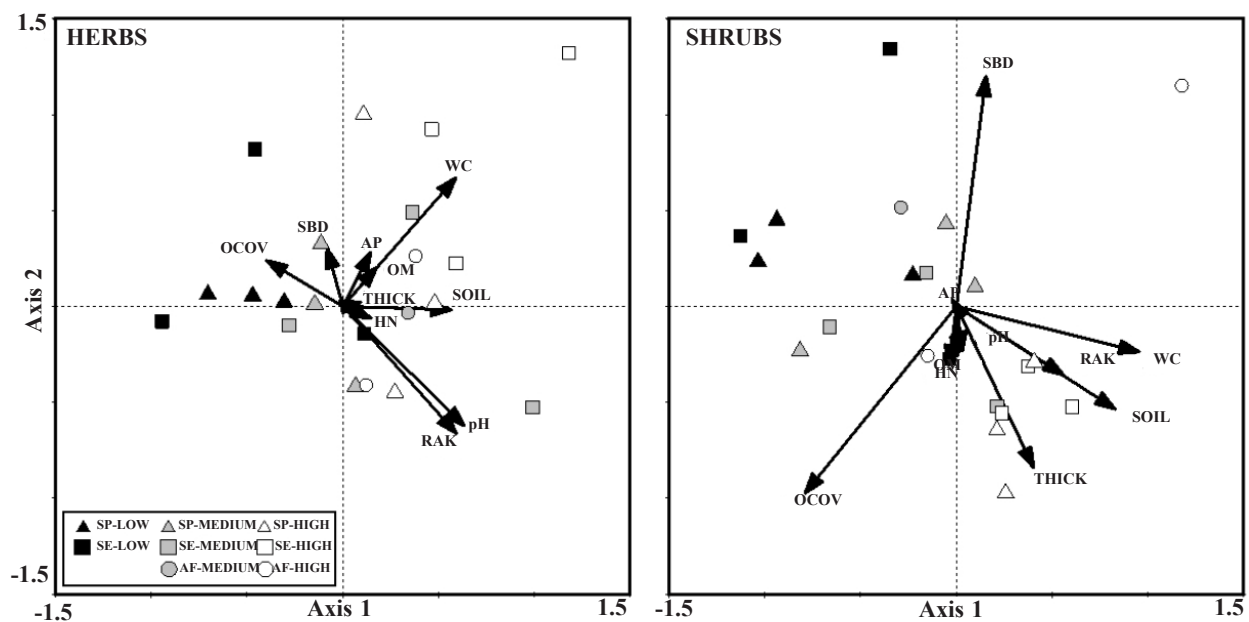 1.5
HERBS
WC
SBD
AP
OCOV
OM
THICK
SOIL
HN
pH
RAK
Axis 2
SP-LOW SP-MEDIUM SP-HIGH
SE-LOW SE-MEDIUM SE-HIGH
AF-MEDIUM AF-HIGH
-1.5
-1.5 Axis 1 1.5
SHRUBS
SBD
AP
pH
RAK WC
OM
HN
SOIL
THICK
OCOV
-1.5 Axis 1 1.5